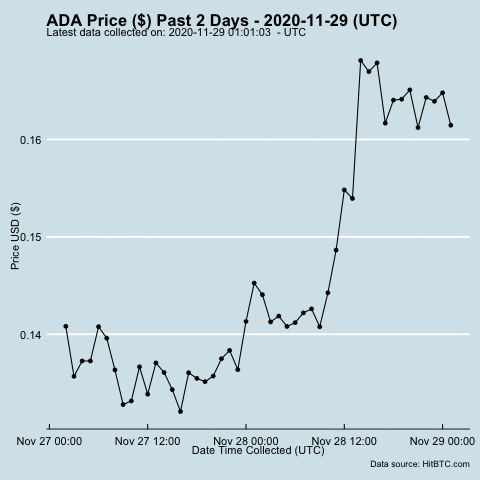 ADA Price ($) Past 2 Days - 2020-11-29 (UTC)
Latest data collected on: 2020-11-29 01:01:03 - UTC
0.16
0.15
0.14
Price USD ($)
Nov 27 00:00 Nov 27 12:00 Nov 28 00:00 Nov 28 12:00 Nov 29 00:00
Date Time Collected (UTC)
Data source: HitBTC.com